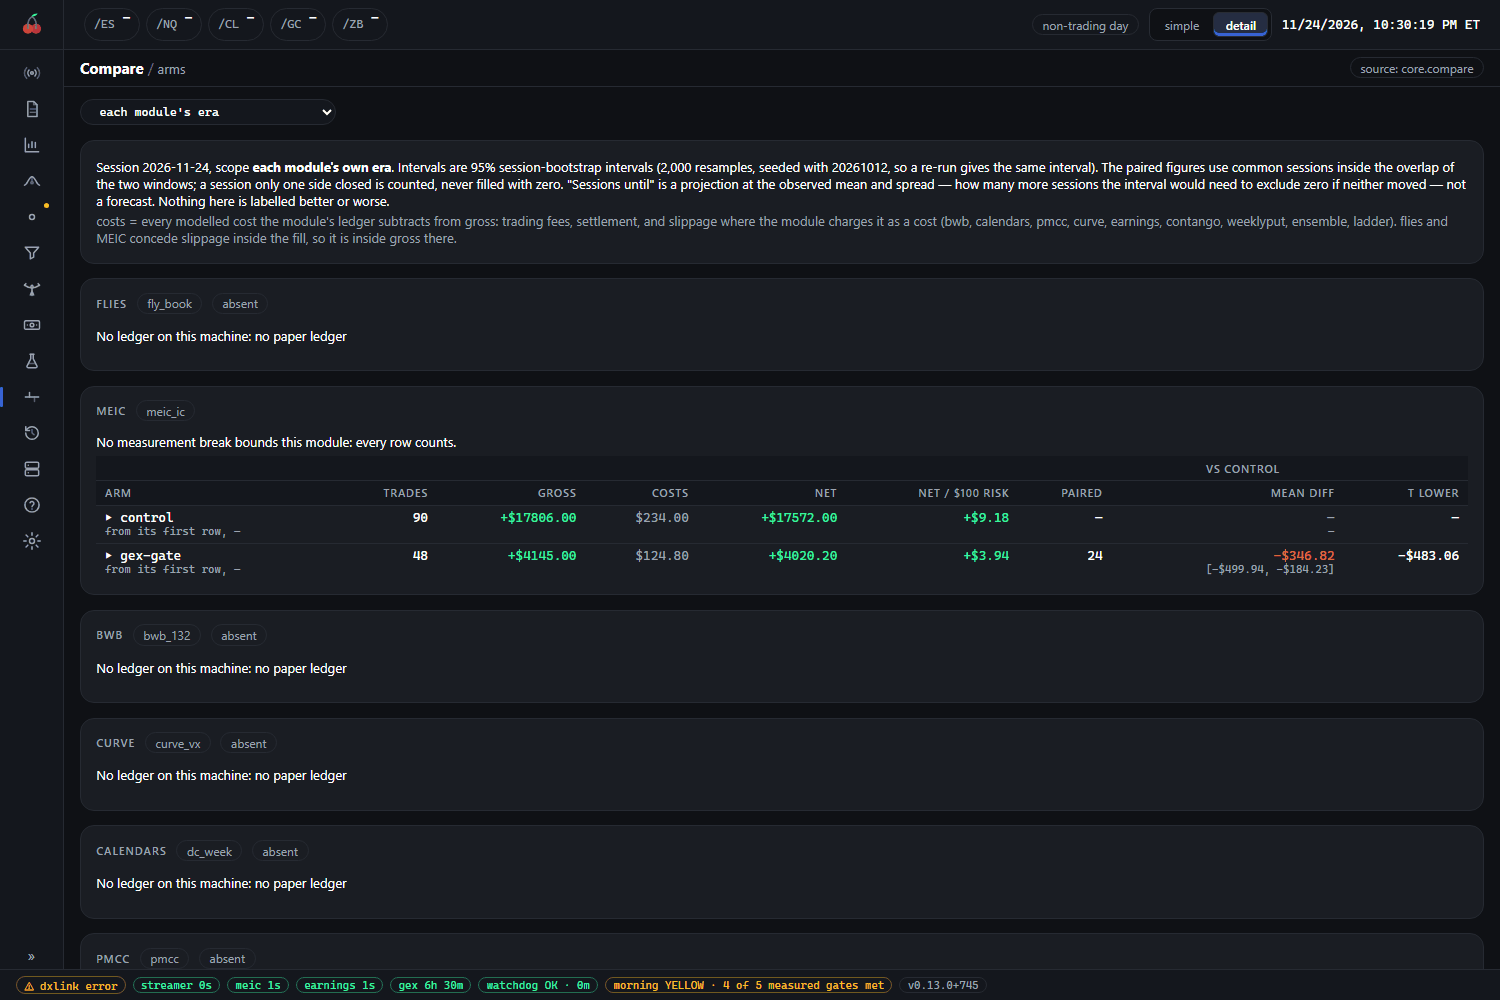 /ES –
/NQ –
/CL –
/GC –
/ZB –
non-trading day
simple
detail
11/24/2026, 10:30:19 PM ET
Compare / arms
source: core.compare
each module's era
Session 2026-11-24, scope each module's own era. Intervals are 95% session-bootstrap intervals (2,000 resamples, seeded with 20261012, so a re-run gives the same interval). The paired figures use common sessions inside the overlap of
the two windows; a session only one side closed is counted, never filled with zero. "Sessions until" is a projection at the observed mean and spread — how many more sessions the interval would need to exclude zero if neither moved — not
a forecast. Nothing here is labelled better or worse.
costs = every modelled cost the module's ledger subtracts from gross: trading fees, settlement, and slippage where the module charges it as a cost (bwb, calendars, pmcc, curve, earnings, contango, weeklyput, ensemble, ladder). flies and
MEIC concede slippage inside the fill, so it is inside gross there.
FLIES fly_book absent
No ledger on this machine: no paper ledger
MEIC meic_ic
No measurement break bounds this module: every row counts.
VS CONTROL
ARM TRADES GROSS COSTS NET NET / $100 RISK PAIRED MEAN DIFF T LOWER
▸ control 90 +$17806.00 $234.00 +$17572.00 +$9.18 – – –
from its first row, – –
▸ gex-gate 48 +$4145.00 $124.80 +$4020.20 +$3.94 24 −$346.82 −$483.06
from its first row, – [−$499.94, −$184.23]
BWB bwb_132 absent
No ledger on this machine: no paper ledger
CURVE curve_vx absent
No ledger on this machine: no paper ledger
CALENDARS dc_week absent
No ledger on this machine: no paper ledger
PMCC pmcc absent
»
⚠ dxlink error
streamer 0s
meic 1s
earnings 1s
gex 6h 30m
watchdog OK · 0m
morning YELLOW · 4 of 5 measured gates met
v0.13.0+745